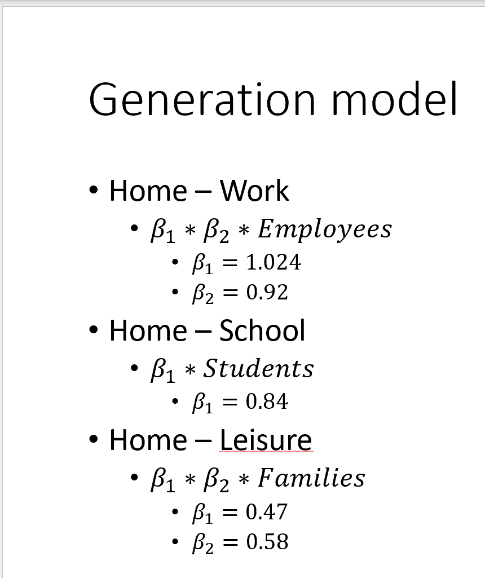 Generation model
• Home – Work
• β₁ * β₂ * Employees
• β₁ = 1.024
• β₂ = 0.92
• Home – School
• β₁ * Students
• β₁ = 0.84
• Home – Leisure
• β₁ * β₂ * Families
• β₁ = 0.47
• β₂ = 0.58